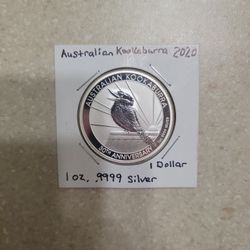 Australian Kookaburra 2020
AUSTRALIAN KOOKABURRA
30TH ANNIVERSARY
1 Dollar
1 oz. .9999 Silver